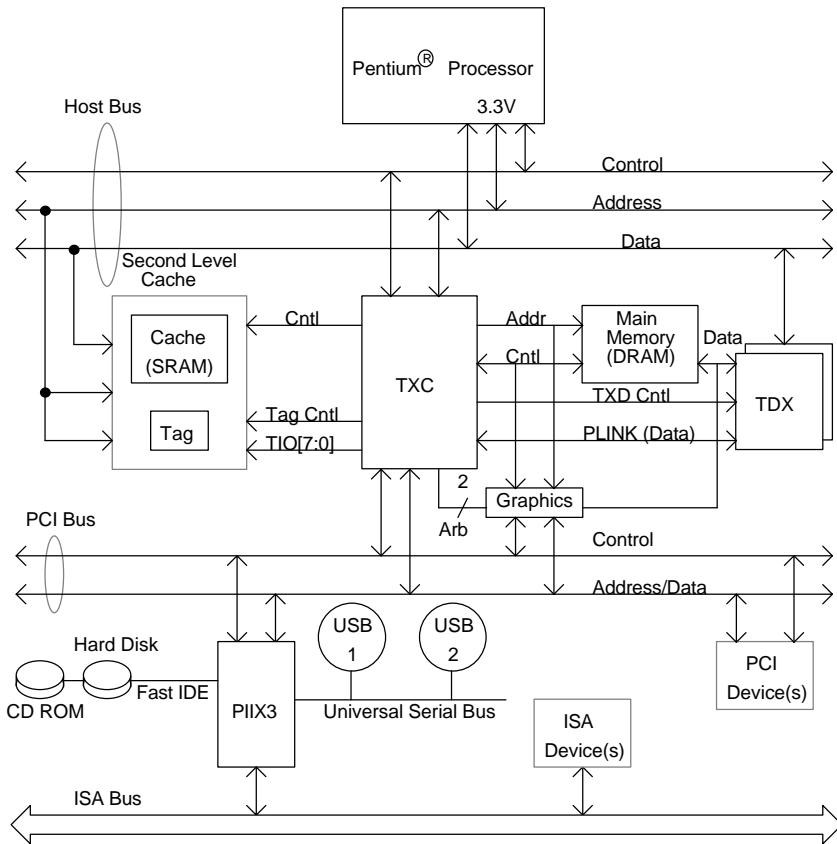 Pentium® Processor
3.3V
Host Bus
Control
Address
Data
Second Level
Cache
Cache
(SRAM)
Tag
Cntl
Tag Cntl
TIO[7:0]
TXC
Addr
Cntl
Main
Memory
(DRAM)
Data
TXD Cntl
PLINK (Data)
TDX
2
Arb
Graphics
PCI Bus
Control
Address/Data
USB
1
USB
2
Hard Disk
CD ROM
Fast IDE
PIIX3
Universal Serial Bus
PCI
Device(s)
ISA
Device(s)
ISA Bus